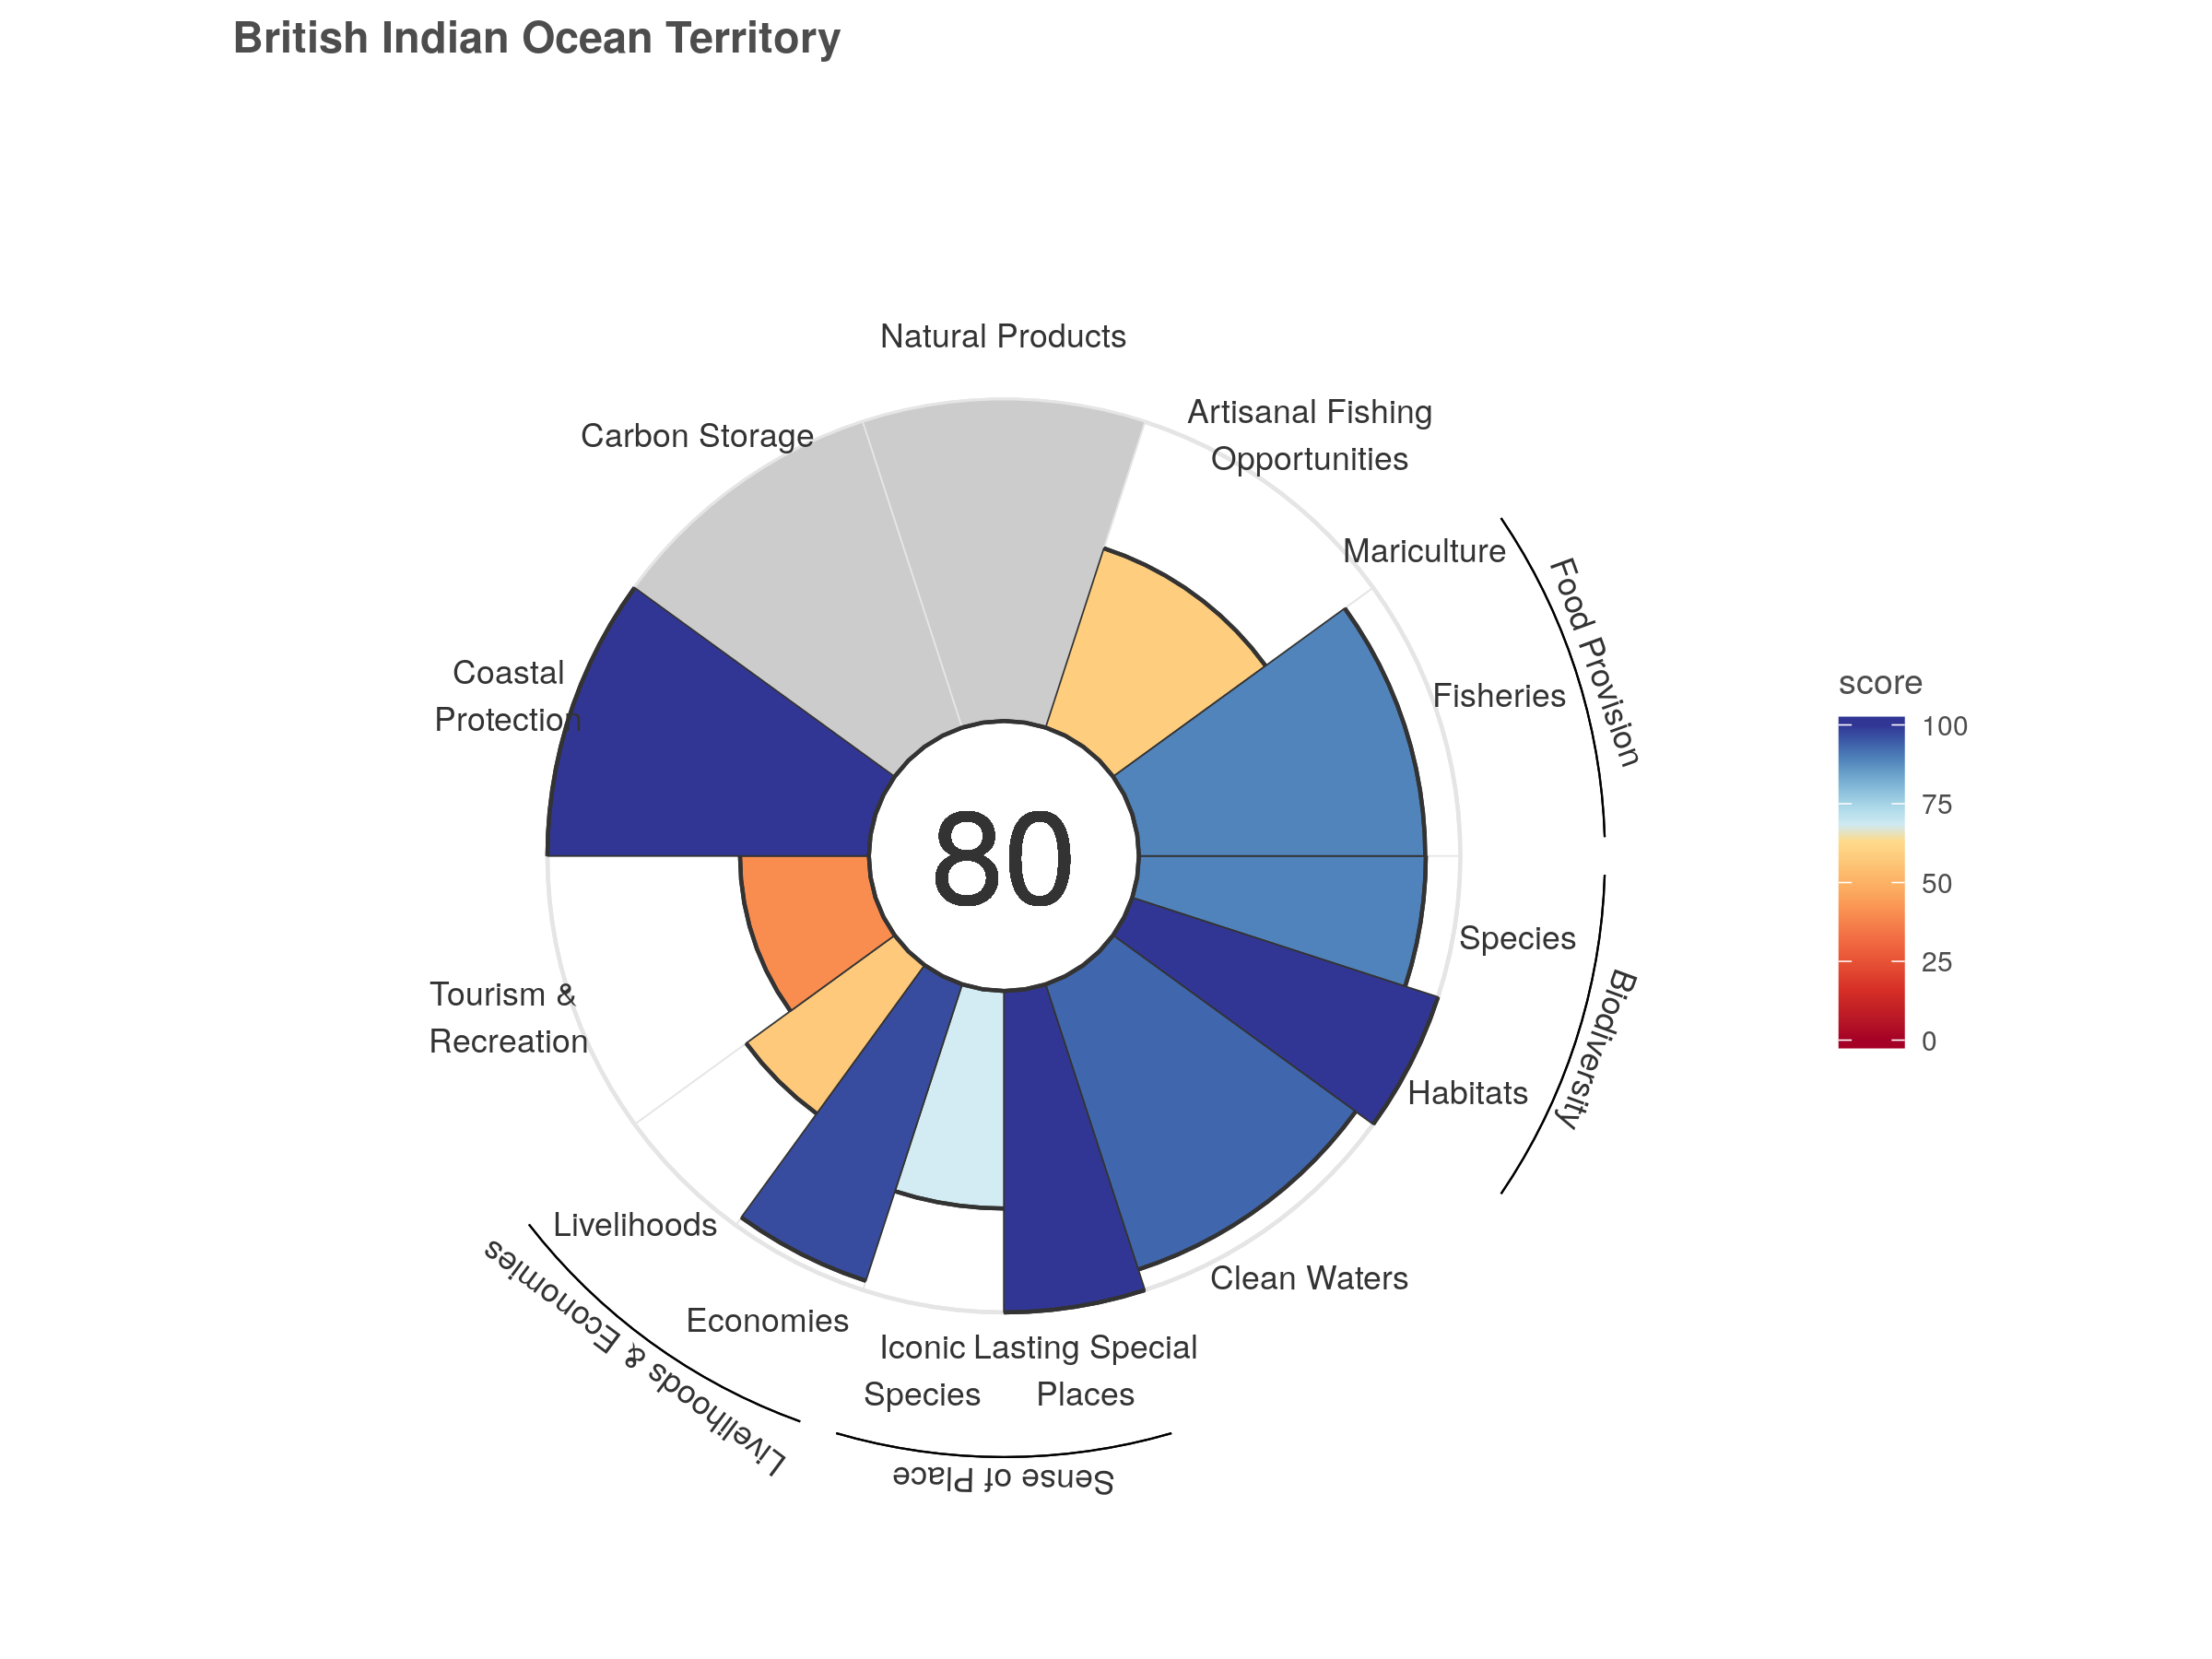 British Indian Ocean Territory
Natural Products
Artisanal Fishing
Opportunities
Carbon Storage
Mariculture
Food Provision
Fisheries
Coastal
Protection
80
Species
Biodiversity
Habitats
Tourism &
Recreation
Clean Waters
Livelihoods
Economies
Livelihoods & Economies
Iconic
Species
Lasting Special
Places
Sense of Place
score
100
75
50
25
0